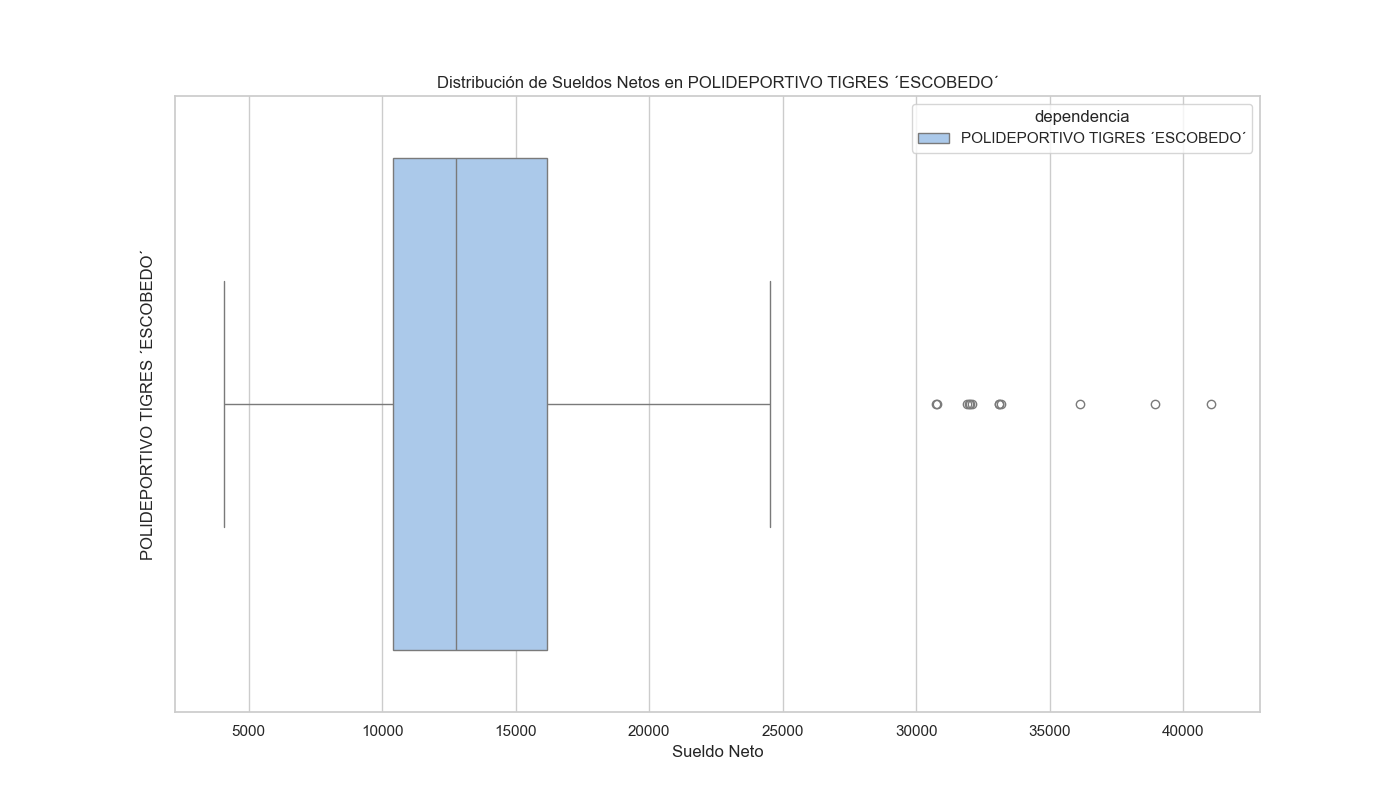 Distribución de Sueldos Netos en POLIDEPORTIVO TIGRES ´ESCOBEDO´
dependencia
POLIDEPORTIVO TIGRES ´ESCOBEDO´
POLIDEPORTIVO TIGRES ´ESCOBEDO´
5000 10000 15000 20000 25000 30000 35000 40000
Sueldo Neto